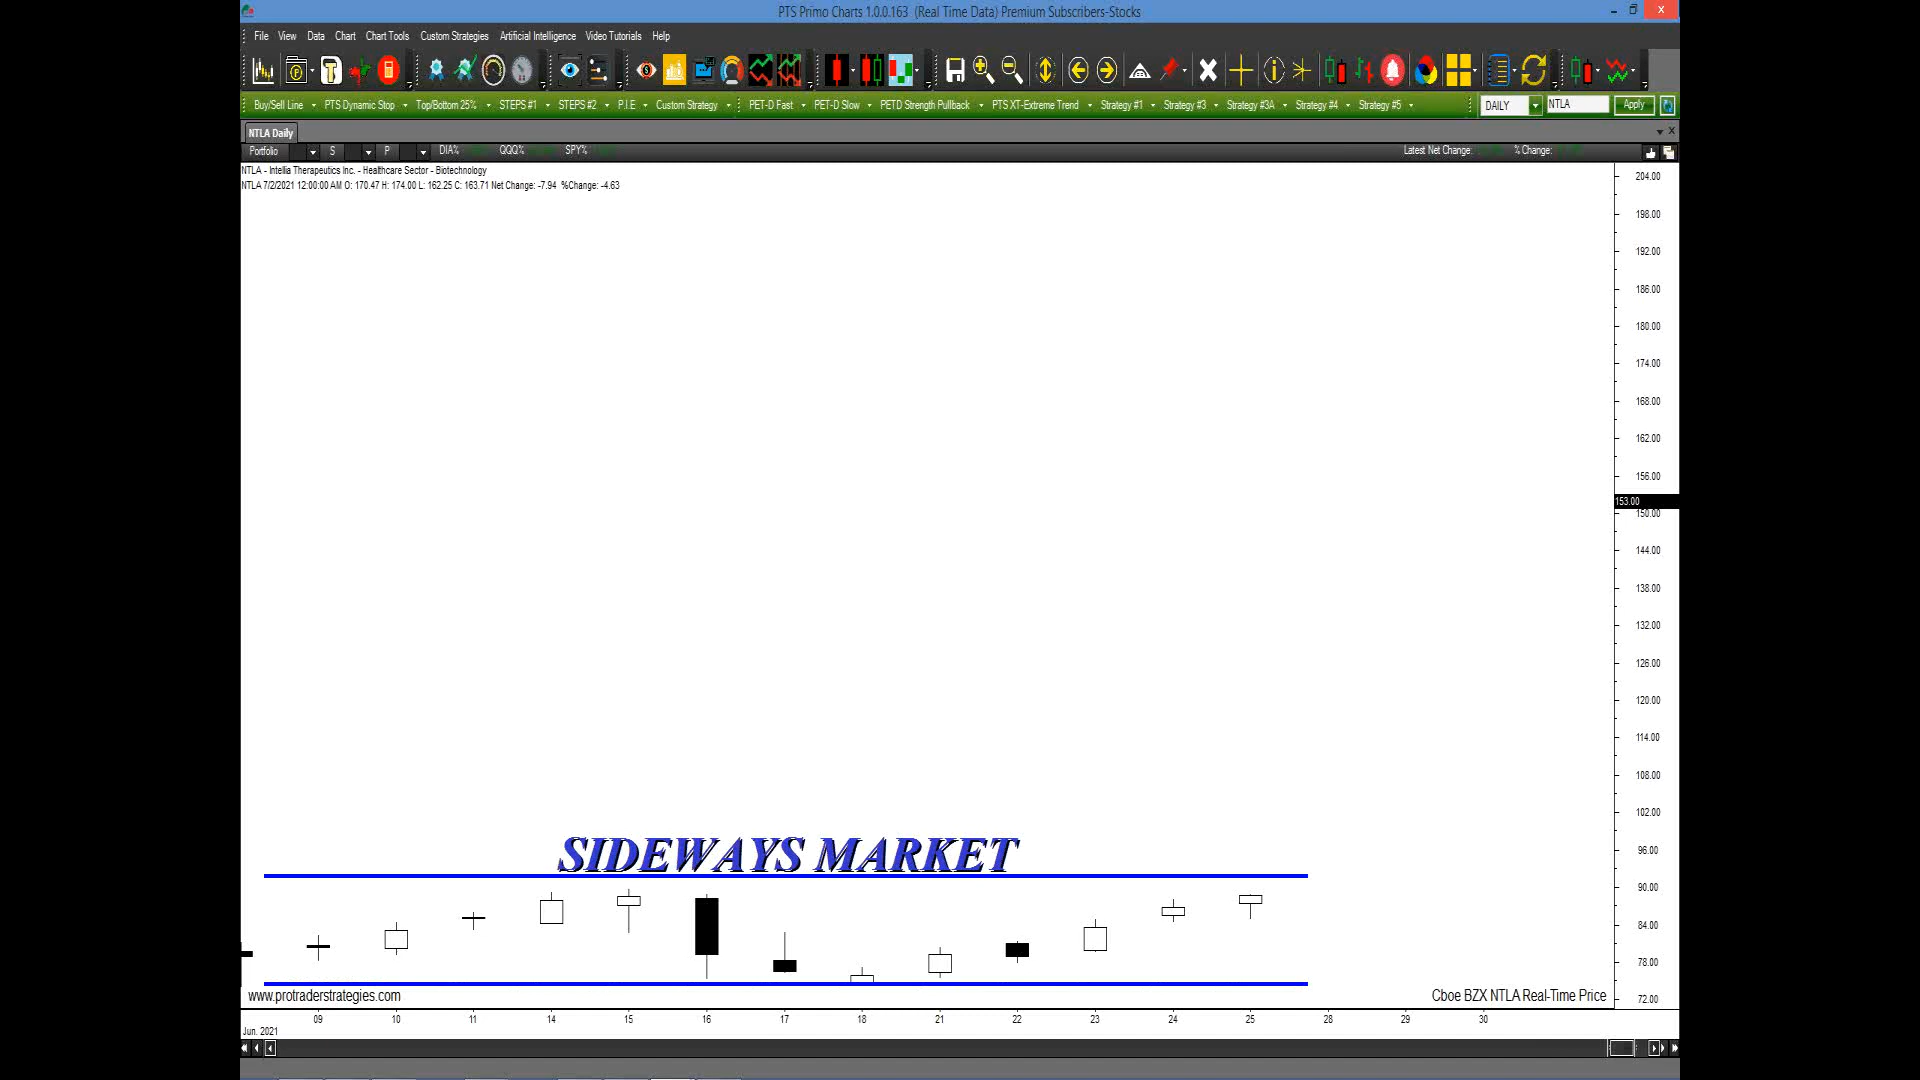 PTS Primo Charts 1.0.0.163 (Real Time Data) Premium Subscribers-Stocks
File View Data Chart Chart Tools Custom Strategies Artificial Intelligence Video Tutorials Help
Buy/Sell Line PTS Dynamic Stop Top/Bottom 25% STEPS #1 STEPS #2 P.I.E. Custom Strategy PET-D Fast PET-D Slow PETD Strength Pullback PTS XT-Extreme Trend Strategy #1 Strategy #3 Strategy #3A Strategy #4 Strategy #5 DAILY NTLA Apply
NTLA Daily
Portfolio S P DIA% QQQ% SPY% Latest Net Change: % Change:
NTLA - Intellia Therapeutics Inc. - Healthcare Sector - Biotechnology
NTLA 7/2/2021 12:00:00 AM O: 170.47 H: 174.00 L: 162.25 C: 163.71 Net Change: -7.94 %Change: -4.63
204.00
198.00
192.00
186.00
180.00
174.00
168.00
162.00
156.00
153.00
150.00
144.00
138.00
132.00
126.00
120.00
114.00
108.00
102.00
96.00
90.00
84.00
78.00
72.00
SIDEWAYS MARKET
www.protraderstrategies.com
Cboe BZX NTLA Real-Time Price
09 10 11 14 15 16 17 18 21 22 23 24 25 28 29 30
Jun. 2021